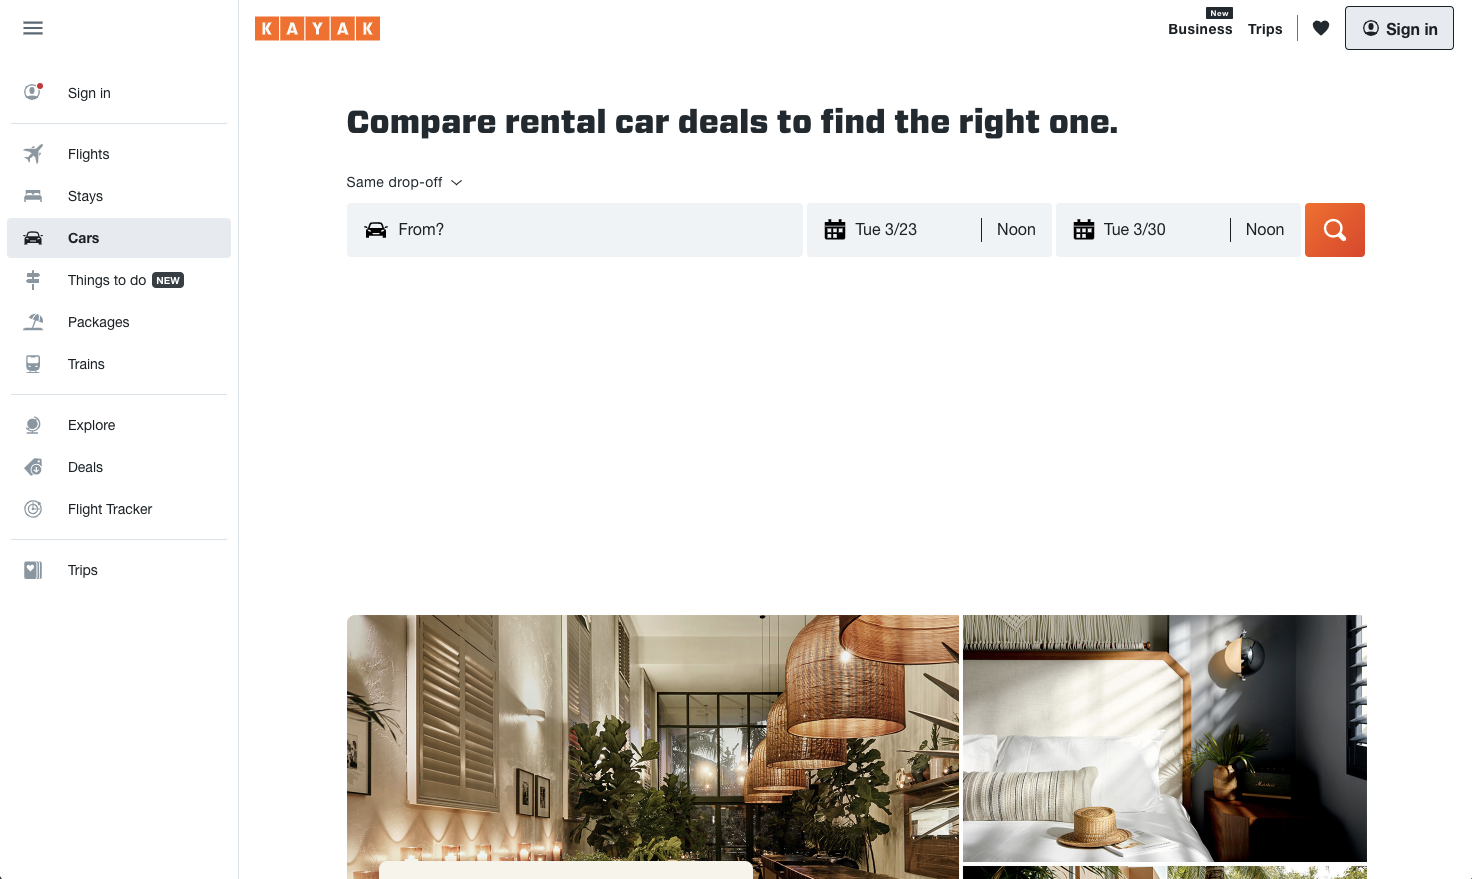 KAYAK
New
Business
Trips
Sign in
Sign in
Flights
Stays
Cars
Things to do NEW
Packages
Trains
Explore
Deals
Flight Tracker
Trips
Compare rental car deals to find the right one.
Same drop-off
From?
Tue 3/23
Noon
Tue 3/30
Noon